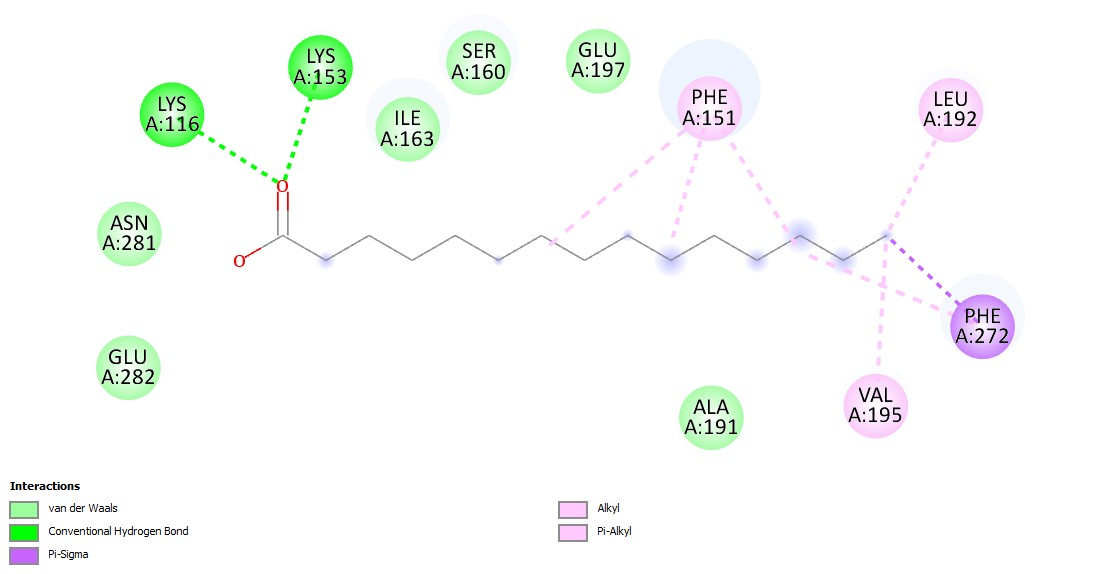 LYS
A:153
SER
A:160
GLU
A:197
LYS
A:116
ILE
A:163
PHE
A:151
LEU
A:192
O
ASN
A:281
O
PHE
A:272
GLU
A:282
ALA
A:191
VAL
A:195
Interactions
van der Waals
Conventional Hydrogen Bond
Pi-Sigma
Alkyl
Pi-Alkyl